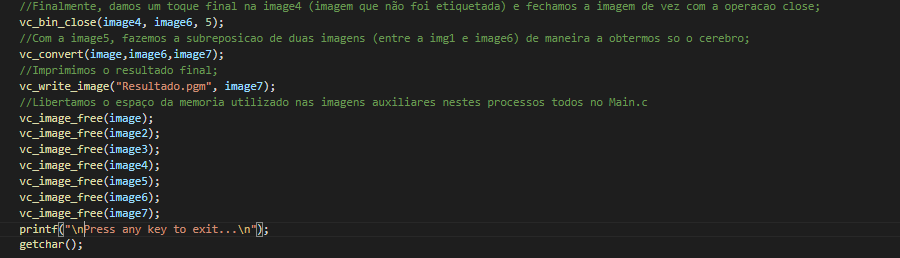 //Finalmente, damos um toque final na image4 (imagem que não foi etiquetada) e fechamos a imagem de vez com a operacao close;
vc_bin_close(image4, image6, 5);
//Com a image5, fazemos a subreposicao de duas imagens (entre a img1 e image6) de maneira a obtermos so o cerebro;
vc_convert(image,image6,image7);
//Imprimimos o resultado final;
vc_write_image("Resultado.pgm", image7);
//Libertamos o espaço da memoria utilizado nas imagens auxiliares nestes processos todos no Main.c
vc_image_free(image);
vc_image_free(image2);
vc_image_free(image3);
vc_image_free(image4);
vc_image_free(image5);
vc_image_free(image6);
vc_image_free(image7);
printf("\nPress any key to exit...\n");
getchar();